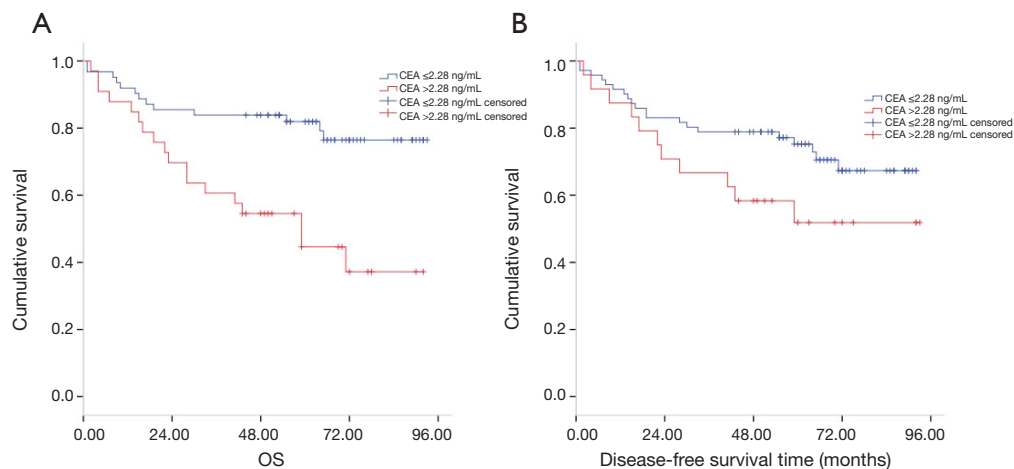 A
1.0
0.8
0.6
0.4
0.2
0.0
Cumulative survival
CEA ≤2.28 ng/mL
CEA >2.28 ng/mL
CEA ≤2.28 ng/mL censored
CEA >2.28 ng/mL censored
0.00 24.00 48.00 72.00 96.00
OS
B
1.0
0.8
0.6
0.4
0.2
0.0
Cumulative survival
CEA ≤2.28 ng/mL
CEA >2.28 ng/mL
CEA ≤2.28 ng/mL censored
CEA >2.28 ng/mL censored
0.00 24.00 48.00 72.00 96.00
Disease-free survival time (months)